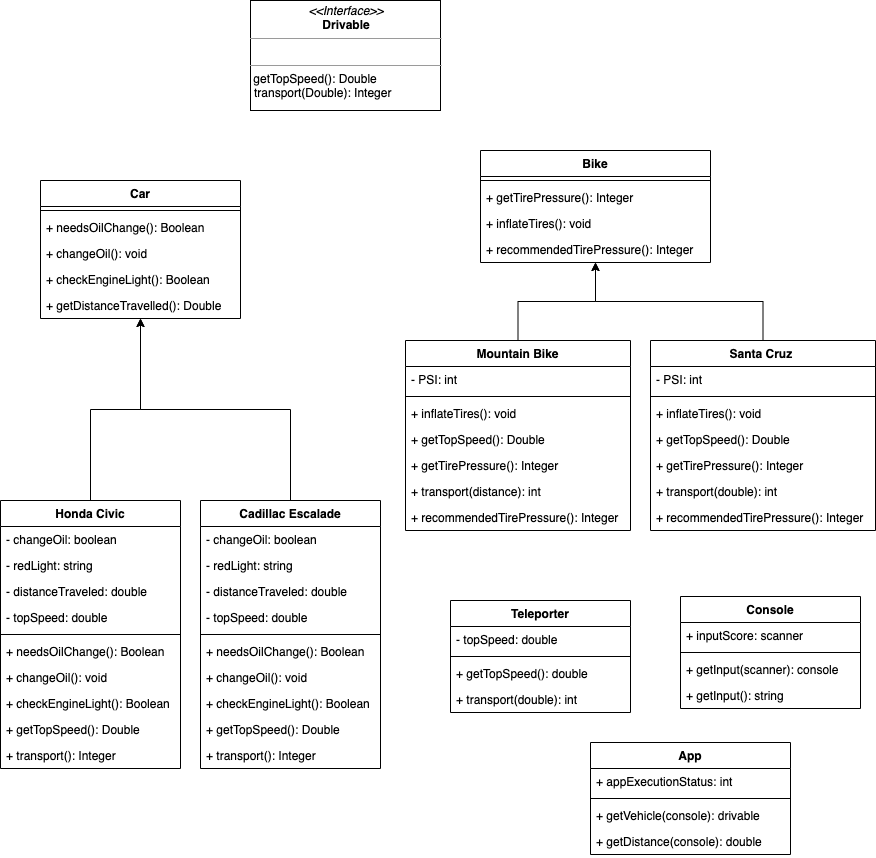 <<Interface>>
Drivable
getTopSpeed(): Double
transport(Double): Integer
Car
+ needsOilChange(): Boolean
+ changeOil(): void
+ checkEngineLight(): Boolean
+ getDistanceTravelled(): Double
Bike
+ getTirePressure(): Integer
+ inflateTires(): void
+ recommendedTirePressure(): Integer
Mountain Bike
- PSI: int
+ inflateTires(): void
+ getTopSpeed(): Double
+ getTirePressure(): Integer
+ transport(distance): int
+ recommendedTirePressure(): Integer
Santa Cruz
- PSI: int
+ inflateTires(): void
+ getTopSpeed(): Double
+ getTirePressure(): Integer
+ transport(double): int
+ recommendedTirePressure(): Integer
Honda Civic
- changeOil: boolean
- redLight: string
- distanceTraveled: double
- topSpeed: double
+ needsOilChange(): Boolean
+ changeOil(): void
+ checkEngineLight(): Boolean
+ getTopSpeed(): Double
+ transport(): Integer
Cadillac Escalade
- changeOil: boolean
- redLight: string
- distanceTraveled: double
- topSpeed: double
+ needsOilChange(): Boolean
+ changeOil(): void
+ checkEngineLight(): Boolean
+ getTopSpeed(): Double
+ transport(): Integer
Teleporter
- topSpeed: double
+ getTopSpeed(): double
+ transport(double): int
Console
+ inputScore: scanner
+ getInput(scanner): console
+ getInput(): string
App
+ appExecutionStatus: int
+ getVehicle(console): drivable
+ getDistance(console): double